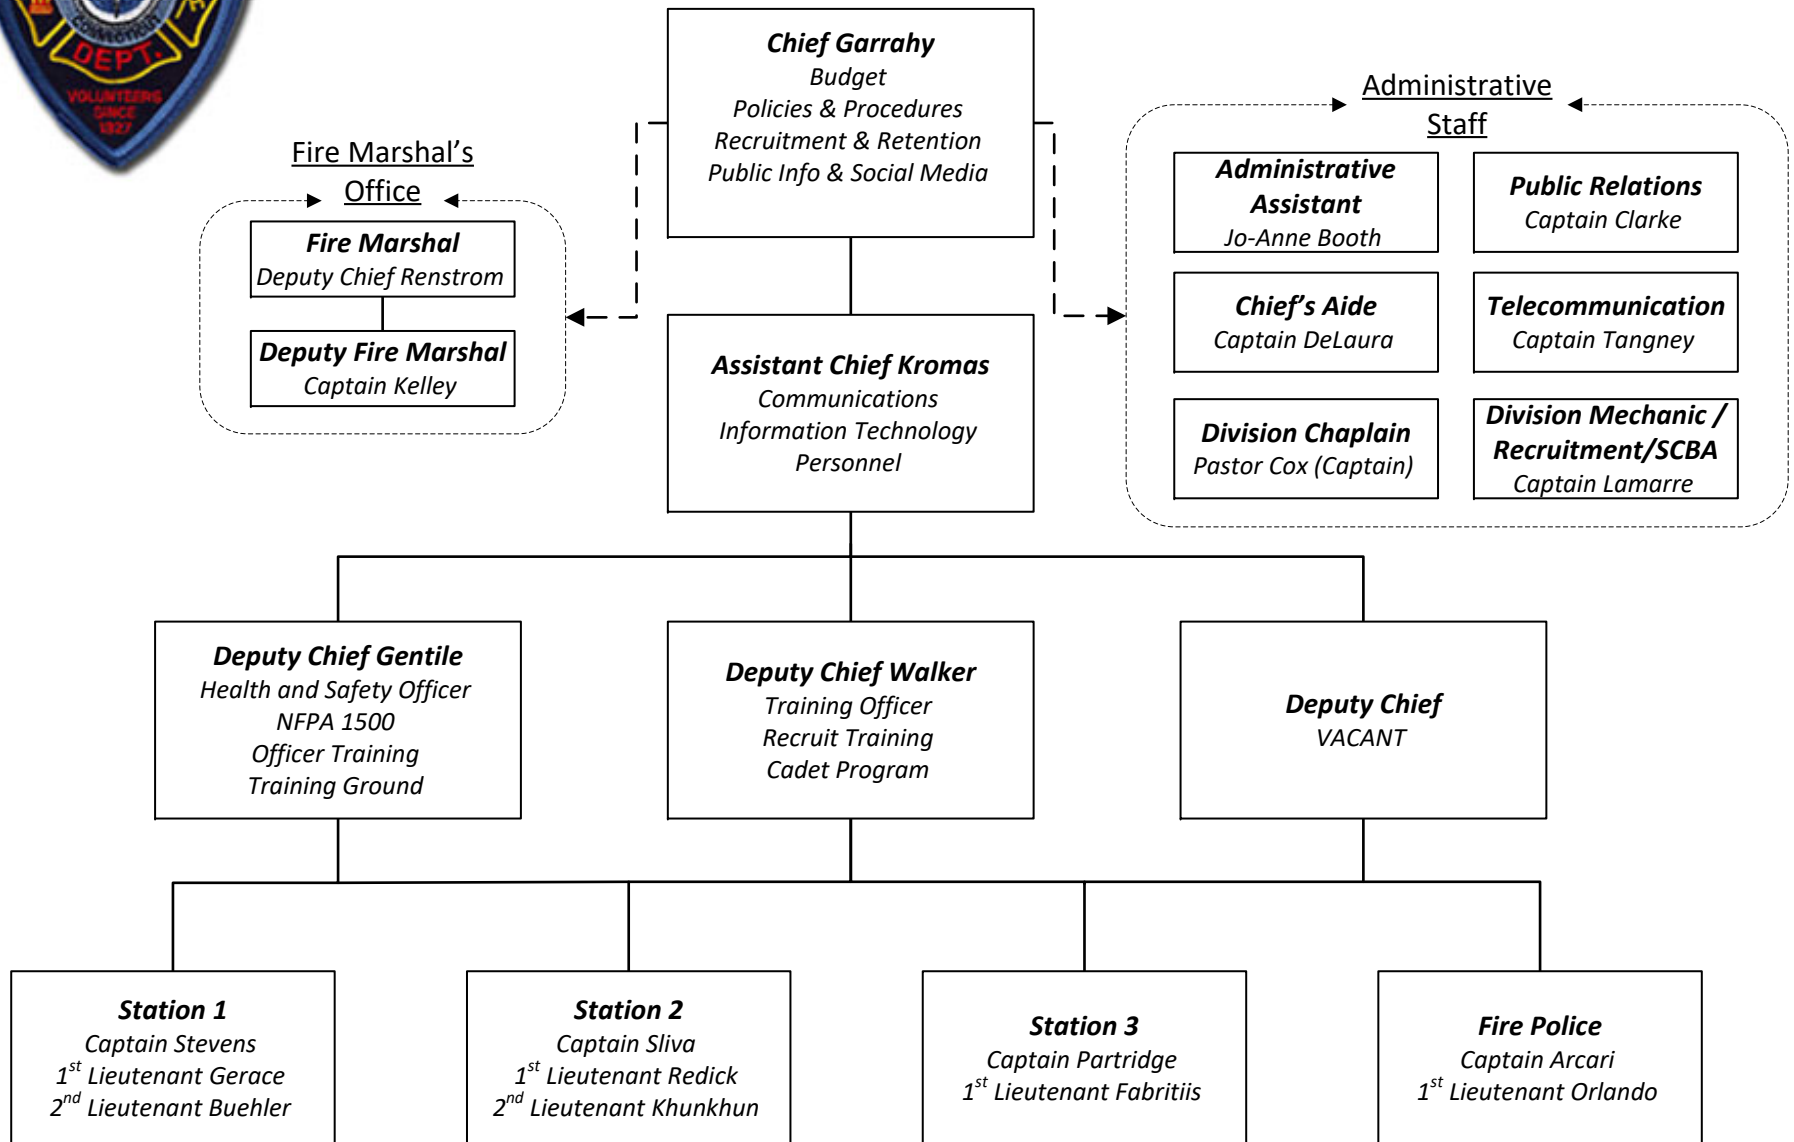 CONNECTICUT
DEPT.
VOLUNTEERS
SINCE
1827
Chief Garrahy
Budget
Policies & Procedures
Recruitment & Retention
Public Info & Social Media
Fire Marshal's
Office
Fire Marshal
Deputy Chief Renstrom
Deputy Fire Marshal
Captain Kelley
Administrative
Staff
Administrative
Assistant
Jo-Anne Booth
Public Relations
Captain Clarke
Chief's Aide
Captain DeLaura
Telecommunication
Captain Tangney
Division Chaplain
Pastor Cox (Captain)
Division Mechanic /
Recruitment/SCBA
Captain Lamarre
Assistant Chief Kromas
Communications
Information Technology
Personnel
Deputy Chief Gentile
Health and Safety Officer
NFPA 1500
Officer Training
Training Ground
Deputy Chief Walker
Training Officer
Recruit Training
Cadet Program
Deputy Chief
VACANT
Station 1
Captain Stevens
1st Lieutenant Gerace
2nd Lieutenant Buehler
Station 2
Captain Sliva
1st Lieutenant Redick
2nd Lieutenant Khunkhun
Station 3
Captain Partridge
1st Lieutenant Fabritiis
Fire Police
Captain Arcari
1st Lieutenant Orlando